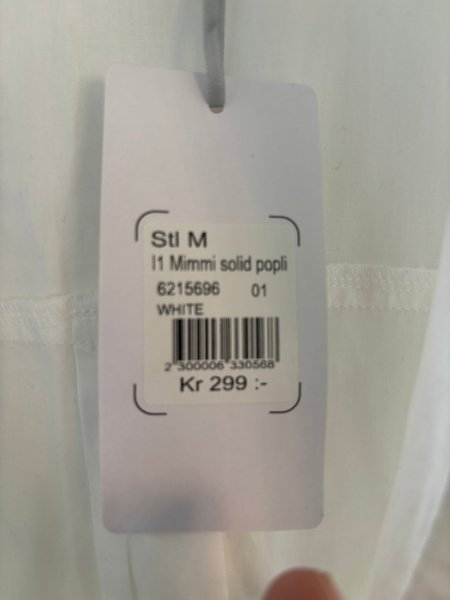 Stl M
I1 Mimmi solid popli
6215696 01
WHITE
2 300006 330568
Kr 299 :-